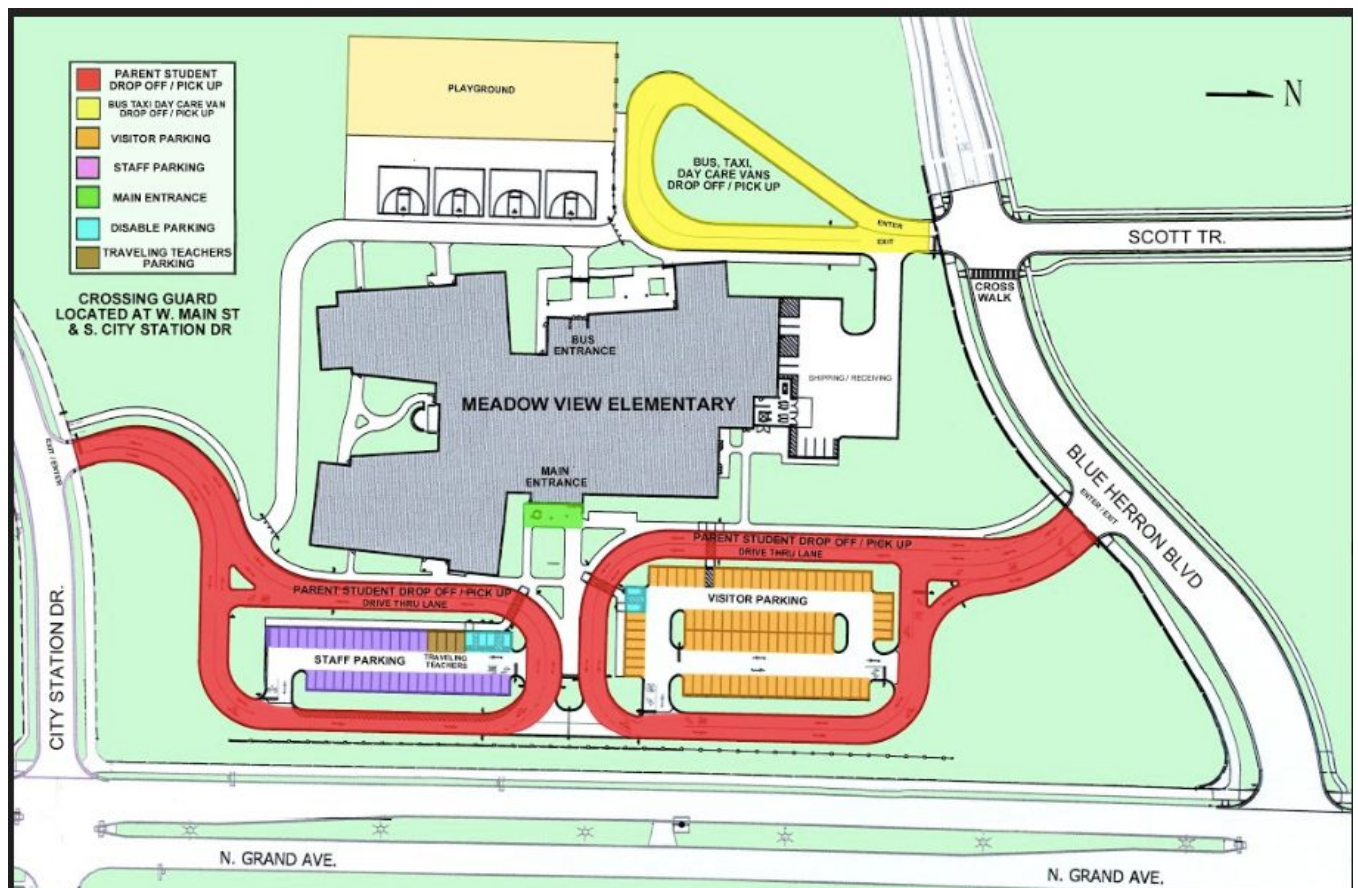 PARENT STUDENT
DROP OFF / PICK UP
BUS TAXI DAY CARE VAN
DROP OFF / PICK UP
VISITOR PARKING
STAFF PARKING
MAIN ENTRANCE
DISABLE PARKING
TRAVELING TEACHERS
PARKING
CROSSING GUARD
LOCATED AT W. MAIN ST
& S. CITY STATION DR
PLAYGROUND
N
BUS, TAXI,
DAY CARE VANS
DROP OFF / PICK UP
ENTER
EXIT
SCOTT TR.
CROSS
WALK
BUS
ENTRANCE
SHIPPING / RECEIVING
MEADOW VIEW ELEMENTARY
MAIN
ENTRANCE
EXIT / ENTER
BLUE HERRON BLVD
ENTER / EXIT
PARENT STUDENT DROP OFF / PICK UP
DRIVE THRU LANE
PARENT STUDENT DROP OFF / PICK UP
DRIVE THRU LANE
VISITOR PARKING
STAFF PARKING
TRAVELING
TEACHERS
CITY STATION DR.
N. GRAND AVE.
N. GRAND AVE.